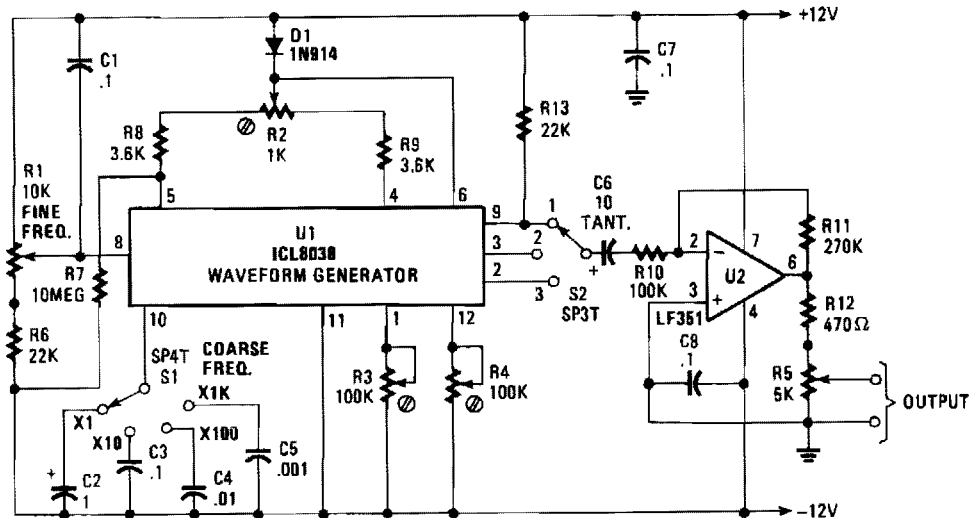 +12V
C1
.1
D1
1N914
C7
.1
R13
22K
R8
3.6K
R2
1K
R9
3.6K
R1
10K
FINE
FREQ.
5
4
6
8
U1
ICL8038
WAVEFORM GENERATOR
9
3
2
1
2
3
S2
SP3T
C6
10
TANT.
+
R10
100K
2
3
−
+
U2
LF351
7
6
4
R11
270K
R12
470Ω
R7
10MEG
R6
22K
10
11
1
12
SP4T
S1
COARSE
FREQ.
X1
X10
X100
X1K
R3
100K
R4
100K
C8
.1
R5
5K
OUTPUT
+
C2
1
C3
.1
C4
.01
C5
.001
−12V